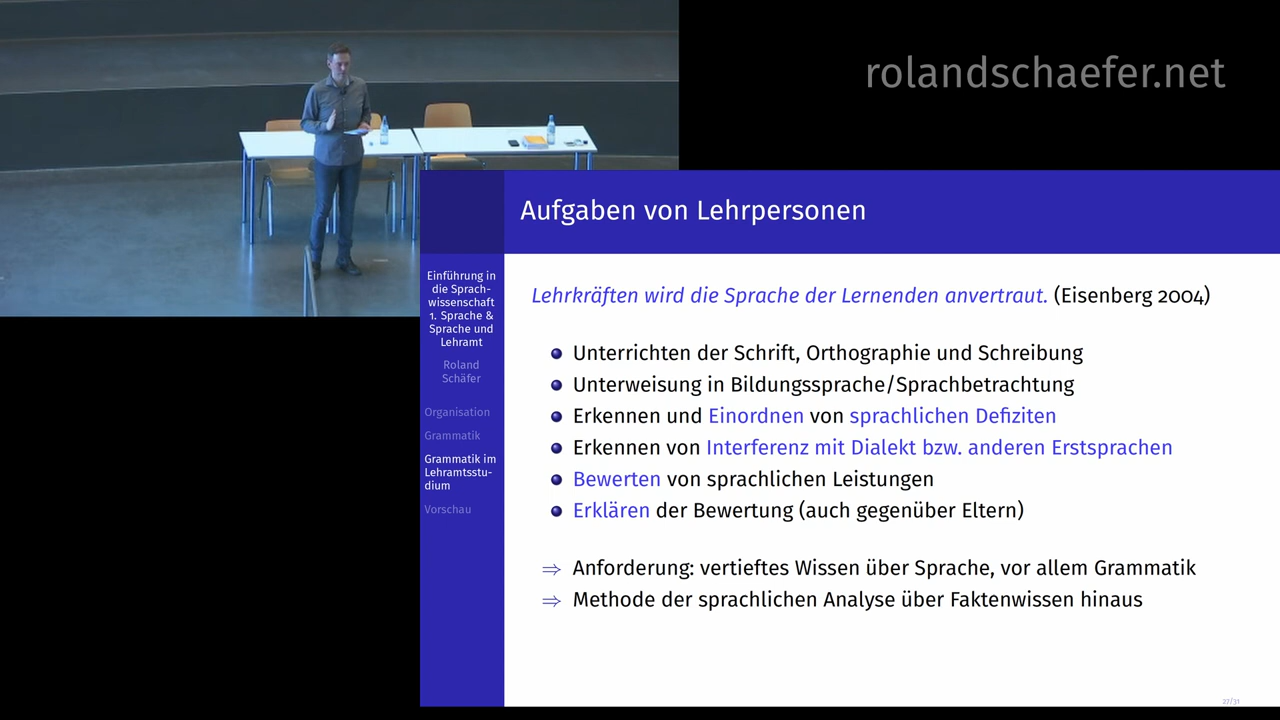 rolandschaefer.net
Aufgaben von Lehrpersonen
Einführung in
die Sprach-
wissenschaft
1. Sprache &
Sprache und
Lehramt
Roland
Schäfer
Organisation
Grammatik
Grammatik im
Lehramtsstu-
dium
Vorschau
Lehrkräften wird die Sprache der Lernenden anvertraut. (Eisenberg 2004)
Unterrichten der Schrift, Orthographie und Schreibung
Unterweisung in Bildungssprache/Sprachbetrachtung
Erkennen und Einordnen von sprachlichen Defiziten
Erkennen von Interferenz mit Dialekt bzw. anderen Erstsprachen
Bewerten von sprachlichen Leistungen
Erklären der Bewertung (auch gegenüber Eltern)
⇒ Anforderung: vertieftes Wissen über Sprache, vor allem Grammatik
⇒ Methode der sprachlichen Analyse über Faktenwissen hinaus
27/31